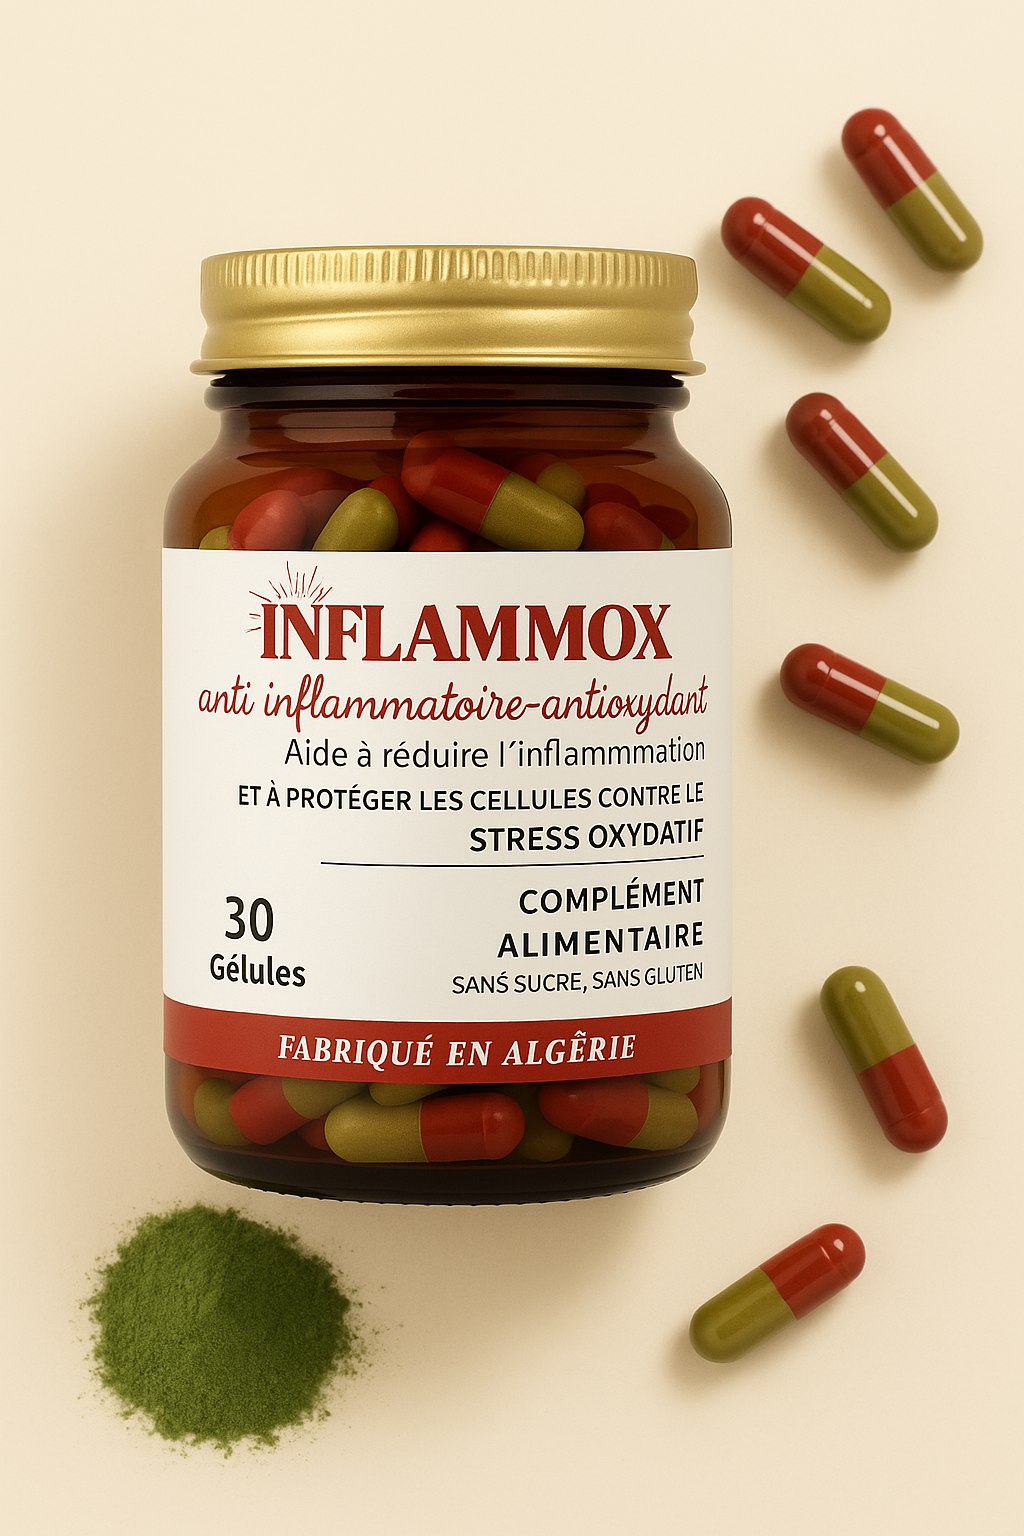 INFLAMMOX
anti inflammatoire-antioxydant
Aide à réduire l´inflammmation
ET À PROTÉGER LES CELLULES CONTRE LE
STRESS OXYDATIF
COMPLÉMENT
ALIMENTAIRE
SANŚ SUCRE, SANS GLUTEN
30
Gélules
FABRIQUÉ EN ALGÊRIE